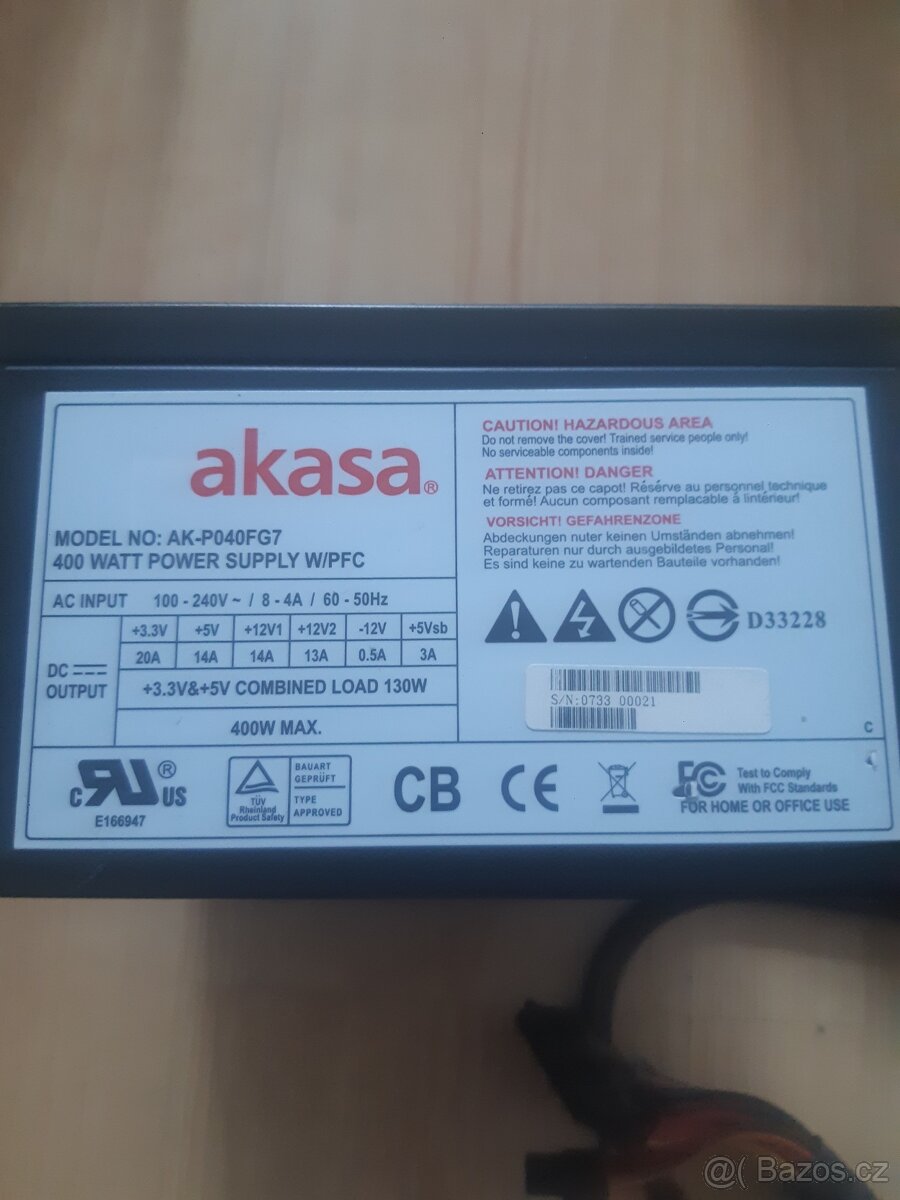 akasa®
MODEL NO: AK-P040FG7
400 WATT POWER SUPPLY W/PFC
AC INPUT 100 - 240V ~ / 8 - 4A / 60 - 50Hz
DC OUTPUT
+3.3V +5V +12V1 +12V2 -12V +5Vsb
20A 14A 14A 13A 0.5A 3A
+3.3V&+5V COMBINED LOAD 130W
400W MAX.
CAUTION! HAZARDOUS AREA
Do not remove the cover! Trained service people only!
No serviceable components inside!
ATTENTION! DANGER
Ne retirez pas ce capot! Résérve au personnel technique
et formé! Aucun composant remplacable à lintérieur!
VORSICHT! GEFAHRENZONE
Abdeckungen nuter keinen Umständen abnehmen!
Reparaturen nur durch ausgebildetes Personal!
Es sind keine zu wartenden Bauteile vorhanden!
D33228
S/N:0733 00021
C
c RU ® US
E166947
TÜV
Rheinland
Product Safety
BAUART
GEPRÜFT
TYPE
APPROVED
CB
CE
FC
Test to Comply
With FCC Standards
FOR HOME OR OFFICE USE
@( Bazos.cz